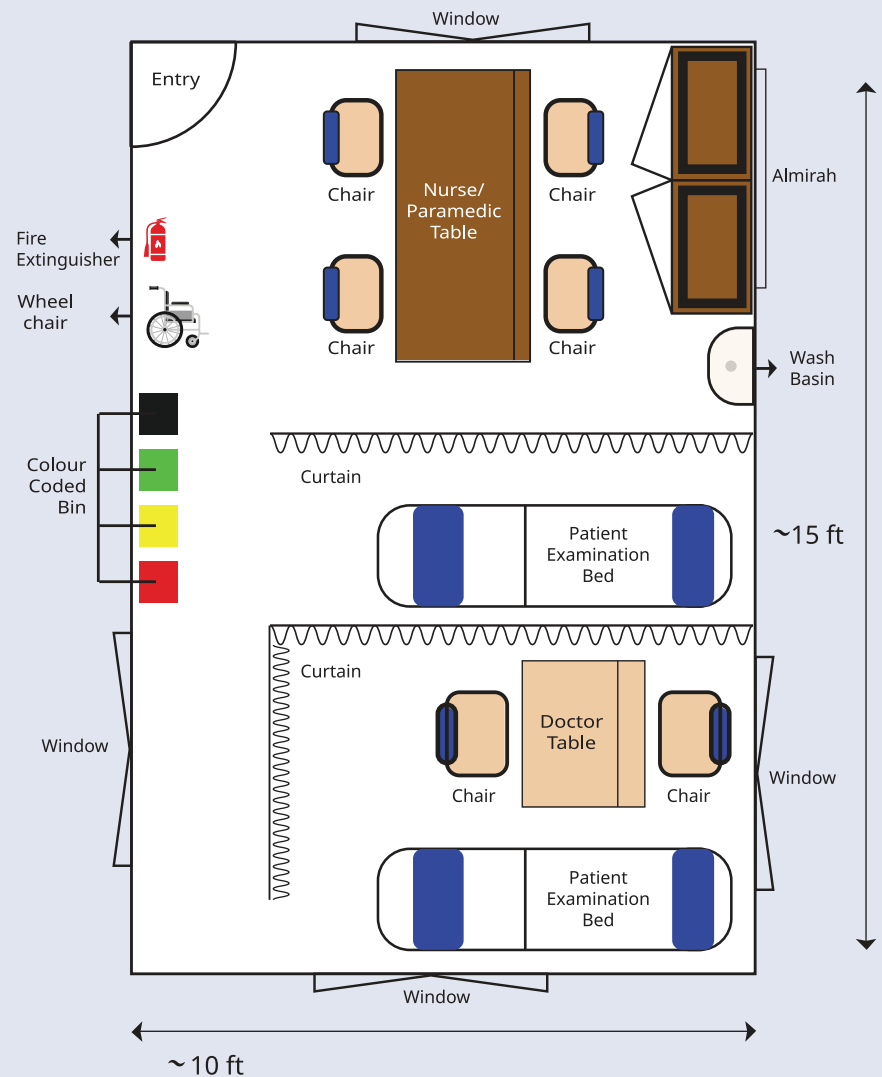 Window
Entry
Almirah
Chair
Chair
Nurse/
Paramedic
Table
Fire
Extinguisher
Chair
Chair
Wheel
chair
Wash
Basin
Colour
Coded
Bin
Curtain
Patient
Examination
Bed
~15 ft
Curtain
Doctor
Table
Window
Window
Chair
Chair
Patient
Examination
Bed
Window
~10 ft